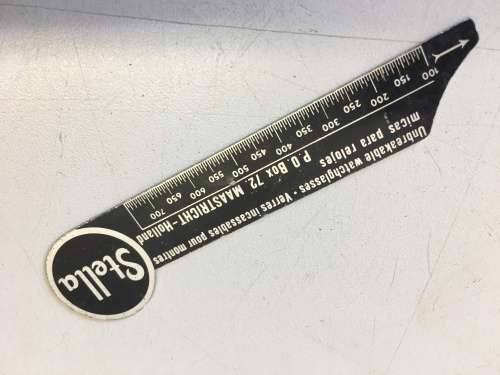 Stella
Unbreakable watchglasses - Verres incassables pour montres
micas para relojes
P.O. Box 72. MAASTRICHT-Holland
100 150 200 250 300 350 400 450 500 550 600 650 700